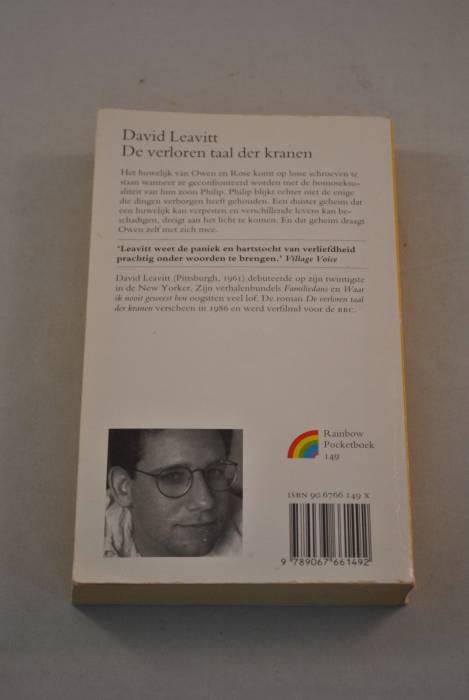 David Leavitt
De verloren taal der kranen
Het huwelijk van Owen en Rose komt op losse schroeven te
staan wanneer ze geconfronteerd worden met de homoseksu-
aliteit van hun zoon Philip. Philip blijkt echter niet de enige
die dingen verborgen heeft gehouden. Een duister geheim dat
een huwelijk kan verpesten en verschillende levens kan be-
schadigen, dreigt aan het licht te komen. En dat geheim draagt
Owen zelf met zich mee.
'Leavitt weet de paniek en hartstocht van verliefdheid
prachtig onder woorden te brengen.' Village Voice
David Leavitt (Pittsburgh, 1961) debuteerde op zijn twintigste
in de New Yorker. Zijn verhalenbundels Familiedans en Waar
ik nooit geweest ben oogstten veel lof. De roman De verloren taal
der kranen verscheen in 1986 en werd verfilmd voor de BBC.
Rainbow
Pocketboek
149
ISBN 90 6766 149 X
9 789067 661492